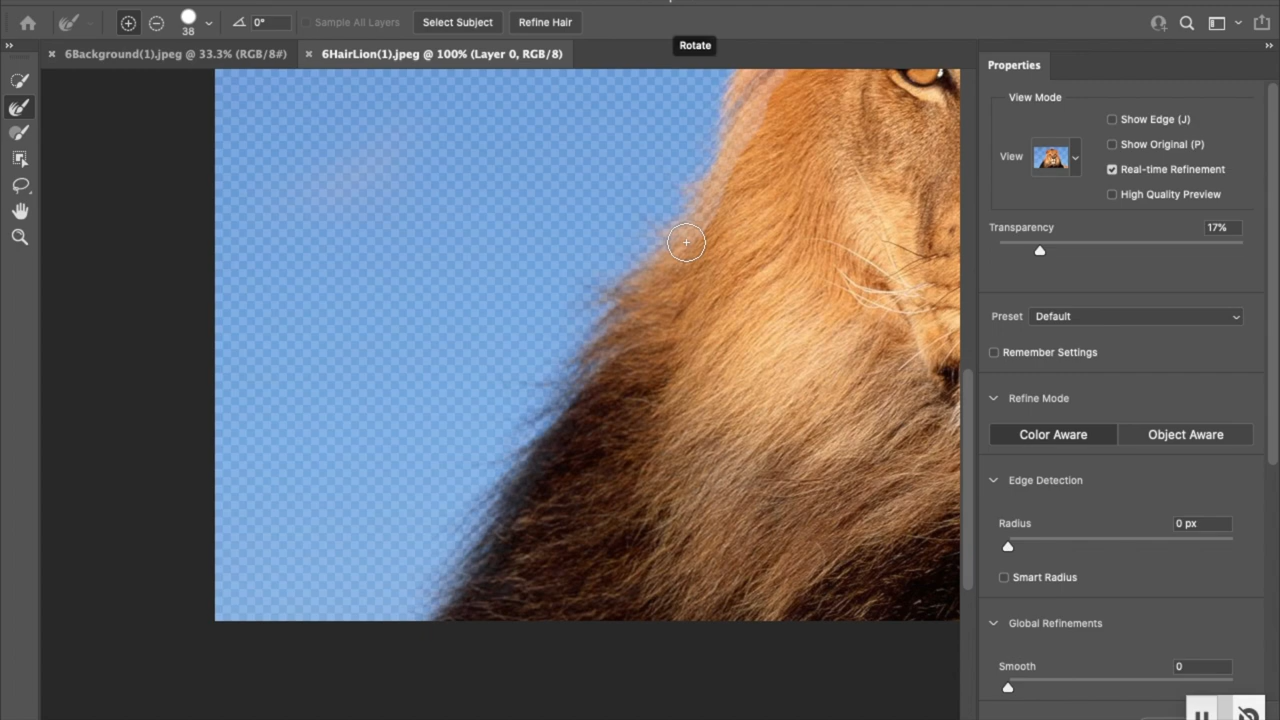 38
0°
Sample All Layers
Select Subject
Refine Hair
6Background(1).jpeg @ 33.3% (RGB/8#)
6HairLion(1).jpeg @ 100% (Layer 0, RGB/8)
Rotate
Properties
View Mode
Show Edge (J)
Show Original (P)
View
Real-time Refinement
High Quality Preview
Transparency 17%
Preset Default
Remember Settings
Refine Mode
Color Aware Object Aware
Edge Detection
Radius 0 px
Smart Radius
Global Refinements
Smooth 0